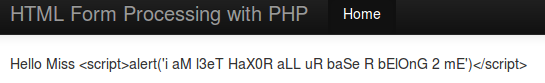 HTML Form Processing with PHP Home
Hello Miss <script>alert('i aM l3eT HaX0R aLL uR baSe R bElOnG 2 mE')</script>